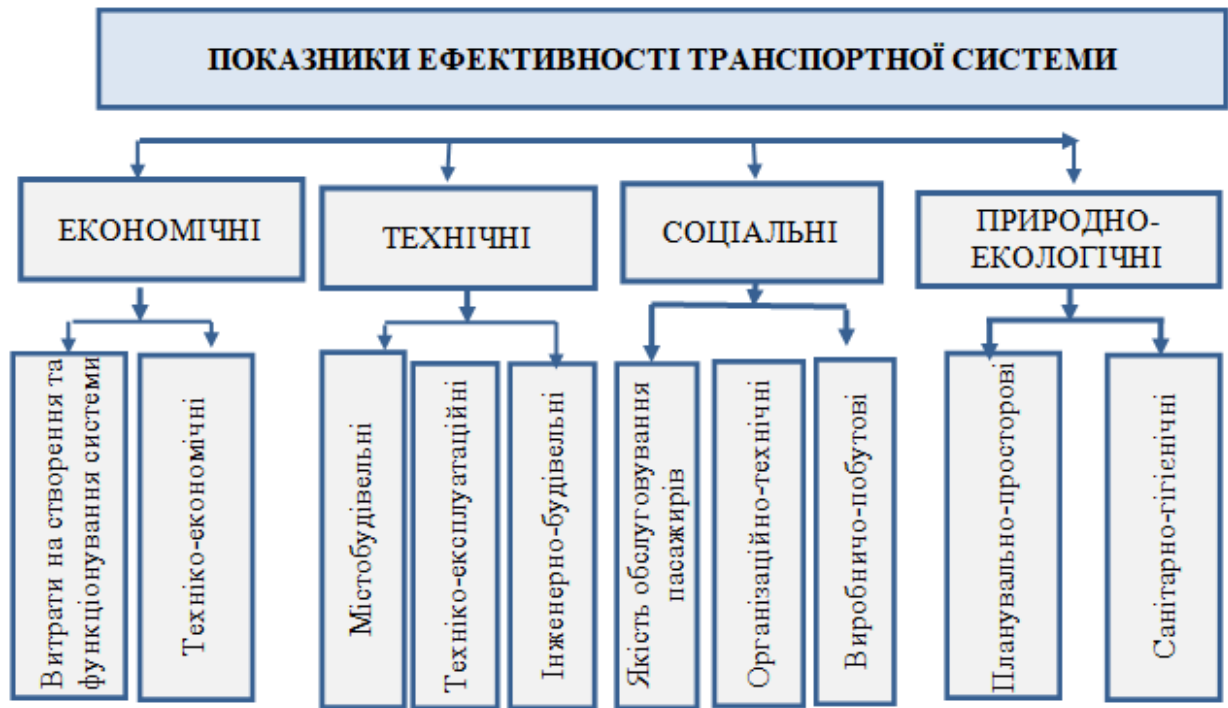 ПОКАЗНИКИ ЕФЕКТИВНОСТІ ТРАНСПОРТНОЇ СИСТЕМИ
ЕКОНОМІЧНІ
ТЕХНІЧНІ
СОЦІАЛЬНІ
ПРИРОДНО-
ЕКОЛОГІЧНІ
Витрати на створення та
функціонування системи
Техніко-економічні
Містобудівельні
Техніко-експлуатаційні
Інженерно-будівельні
Якість обслуговування
пасажирів
Організаційно-технічні
Виробничо-побутові
Планувально-просторові
Санітарно-гігієнічні